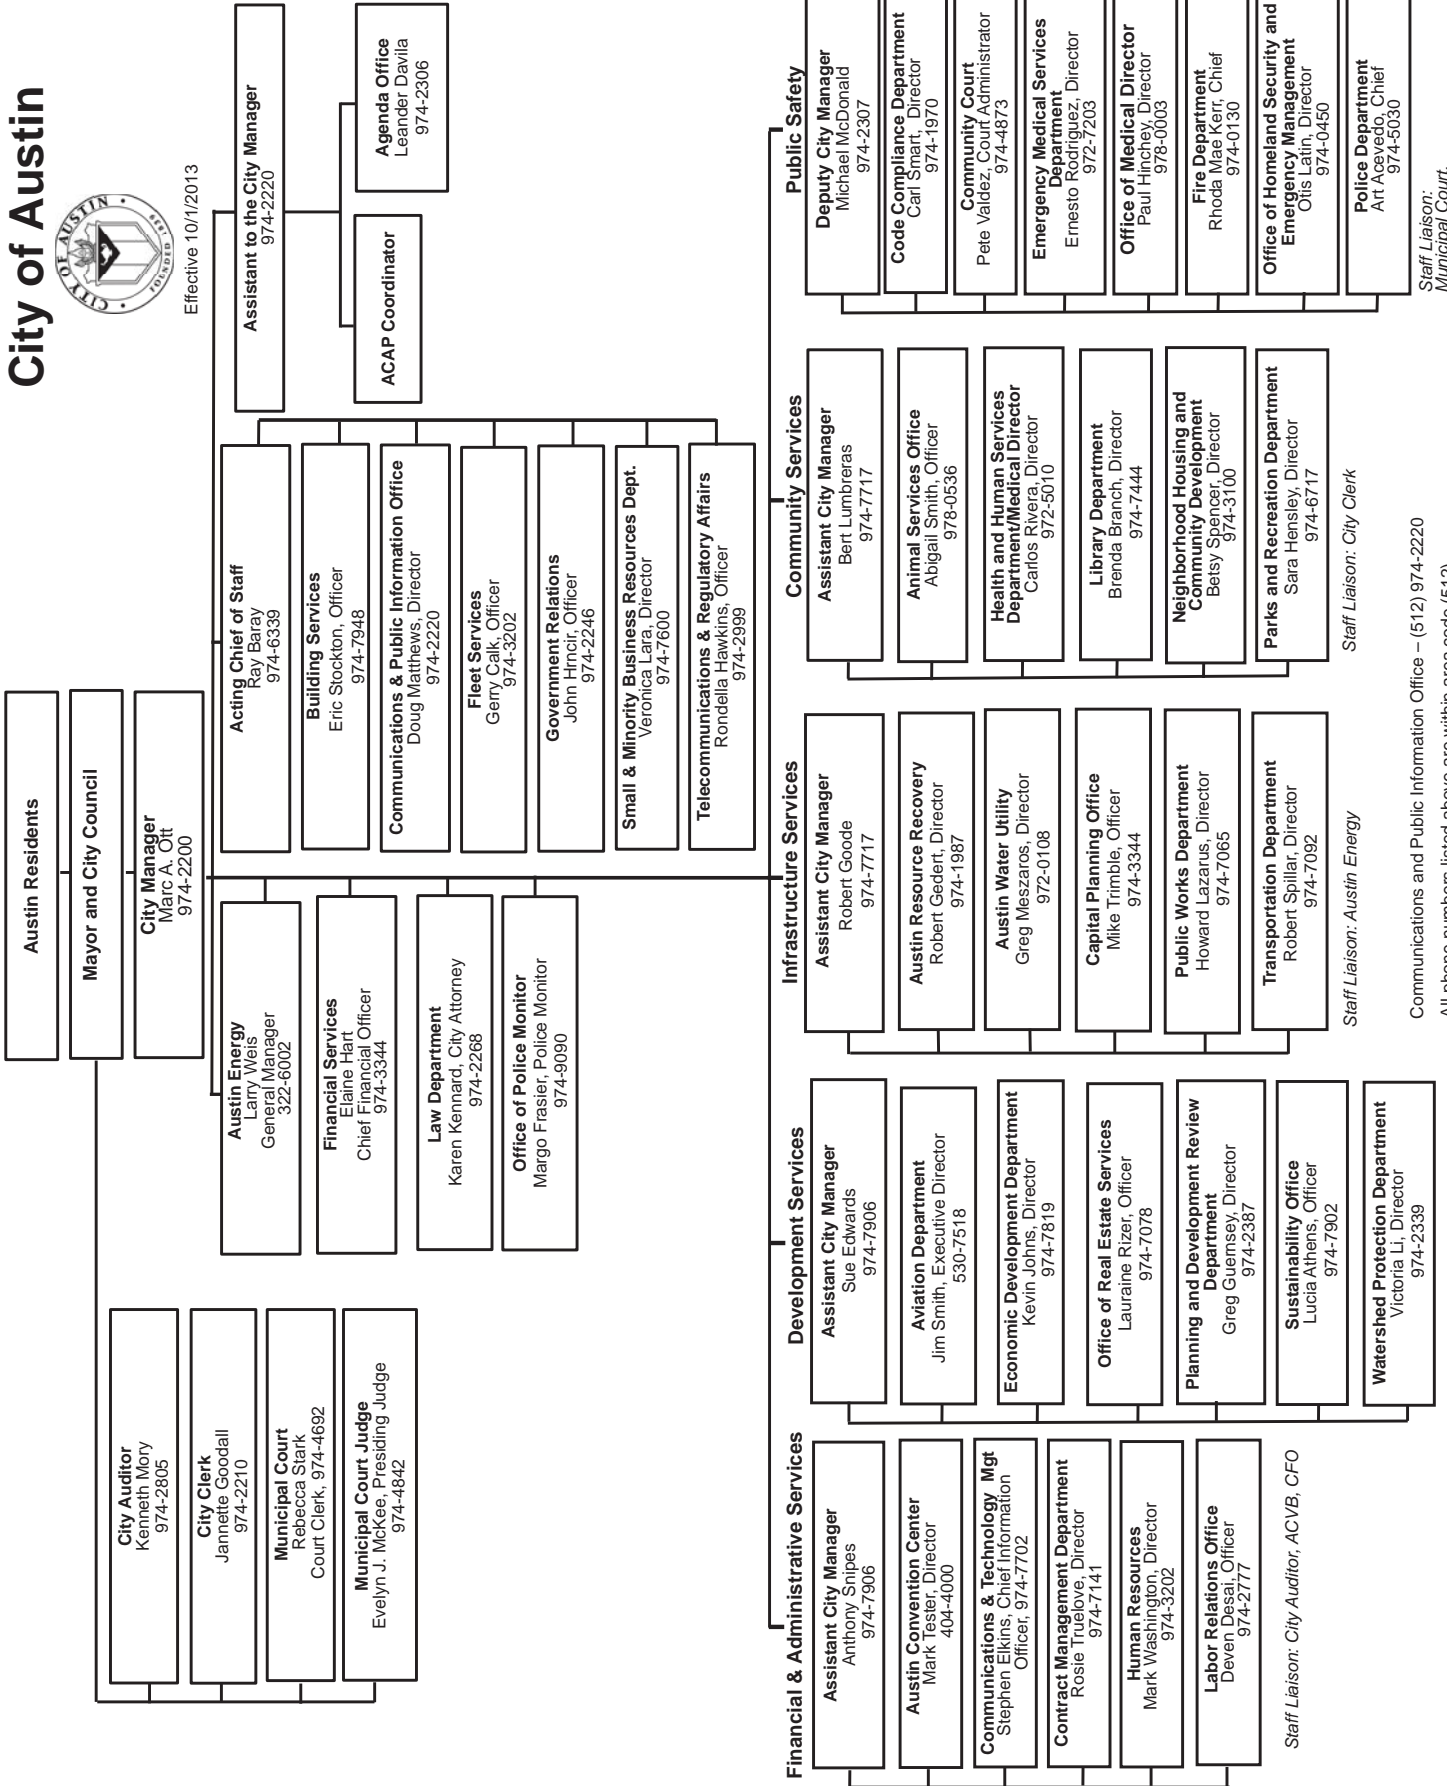 City of Austin
CITY OF AUSTIN
FOUNDED 1839
Effective 10/1/2013
Austin Residents
Mayor and City Council
City Manager
Marc A. Ott
974-2200
City Auditor
Kenneth Mory
974-2805
City Clerk
Jannette Goodall
974-2210
Municipal Court
Rebecca Stark
Court Clerk, 974-4692
Municipal Court Judge
Evelyn J. McKee, Presiding Judge
974-4842
Austin Energy
Larry Weis
General Manager
322-6002
Financial Services
Elaine Hart
Chief Financial Officer
974-3344
Law Department
Karen Kennard, City Attorney
974-2268
Office of Police Monitor
Margo Frasier, Police Monitor
974-9090
Acting Chief of Staff
Ray Baray
974-6339
Building Services
Eric Stockton, Officer
974-7948
Communications & Public Information Office
Doug Matthews, Director
974-2220
Fleet Services
Gerry Calk, Officer
974-3202
Government Relations
John Hrncir, Officer
974-2246
Small & Minority Business Resources Dept.
Veronica Lara, Director
974-7600
Telecommunications & Regulatory Affairs
Rondella Hawkins, Officer
974-2999
Assistant to the City Manager
974-2220
ACAP Coordinator
Agenda Office
Leander Davila
974-2306
Financial & Administrative Services
Assistant City Manager
Anthony Snipes
974-7906
Austin Convention Center
Mark Tester, Director
404-4000
Communications & Technology Mgt
Stephen Elkins, Chief Information
Officer, 974-7702
Contract Management Department
Rosie Truelove, Director
974-7141
Human Resources
Mark Washington, Director
974-3202
Labor Relations Office
Deven Desai, Officer
974-2777
Staff Liaison: City Auditor, ACVB, CFO
Development Services
Assistant City Manager
Sue Edwards
974-7906
Aviation Department
Jim Smith, Executive Director
530-7518
Economic Development Department
Kevin Johns, Director
974-7819
Office of Real Estate Services
Lauraine Rizer, Officer
974-7078
Planning and Development Review
Department
Greg Guernsey, Director
974-2387
Sustainability Office
Lucia Athens, Officer
974-7902
Watershed Protection Department
Victoria Li, Director
974-2339
Infrastructure Services
Assistant City Manager
Robert Goode
974-7717
Austin Resource Recovery
Robert Gedert, Director
974-1987
Austin Water Utility
Greg Meszaros, Director
972-0108
Capital Planning Office
Mike Trimble, Officer
974-3344
Public Works Department
Howard Lazarus, Director
974-7065
Transportation Department
Robert Spillar, Director
974-7092
Staff Liaison: Austin Energy
Community Services
Assistant City Manager
Bert Lumbreras
974-7717
Animal Services Office
Abigail Smith, Officer
978-0536
Health and Human Services
Department/Medical Director
Carlos Rivera, Director
972-5010
Library Department
Brenda Branch, Director
974-7444
Neighborhood Housing and
Community Development
Betsy Spencer, Director
974-3100
Parks and Recreation Department
Sara Hensley, Director
974-6717
Staff Liaison: City Clerk
Public Safety
Deputy City Manager
Michael McDonald
974-2307
Code Compliance Department
Carl Smart, Director
974-1970
Community Court
Pete Valdez, Court Administrator
974-4873
Emergency Medical Services
Department
Ernesto Rodriguez, Director
972-7203
Office of Medical Director
Paul Hinchey, Director
978-0003
Fire Department
Rhoda Mae Kerr, Chief
974-0130
Office of Homeland Security and
Emergency Management
Otis Latin, Director
974-0450
Police Department
Art Acevedo, Chief
974-5030
Staff Liaison:
Municipal Court,
Communications and Public Information Office – (512) 974-2220
All phone numbers listed above are within area code (512)